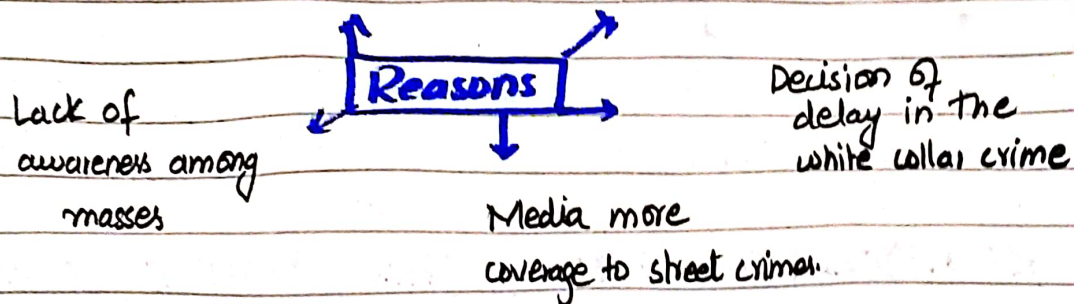 Reasons
Lack of
awareness among
masses
Decision of
delay in the
white collar crime
Media more
coverage to street crimes.